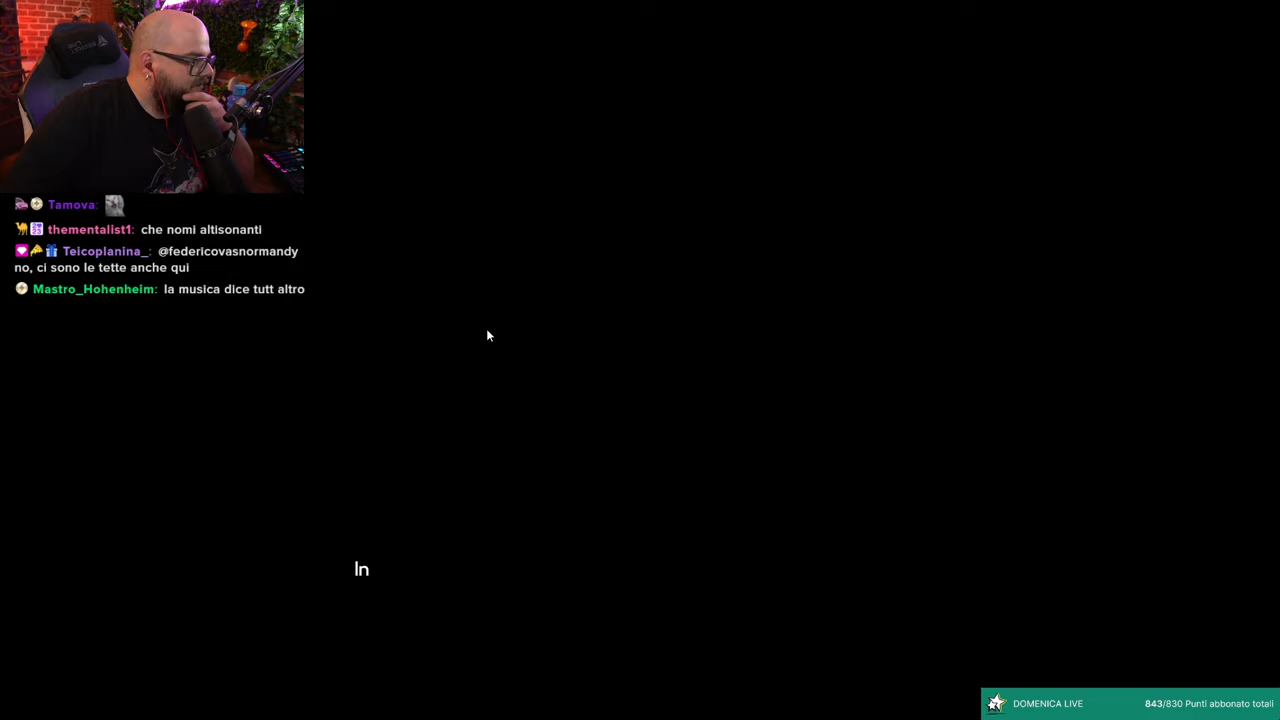 Tamova:
thementalist1: che nomi altisonanti
Teicoplanina_: @federicovasnormandy
no, ci sono le tette anche qui
Mastro_Hohenheim: la musica dice tutt altro
In
DOMENICA LIVE 843/830 Punti abbonato totali